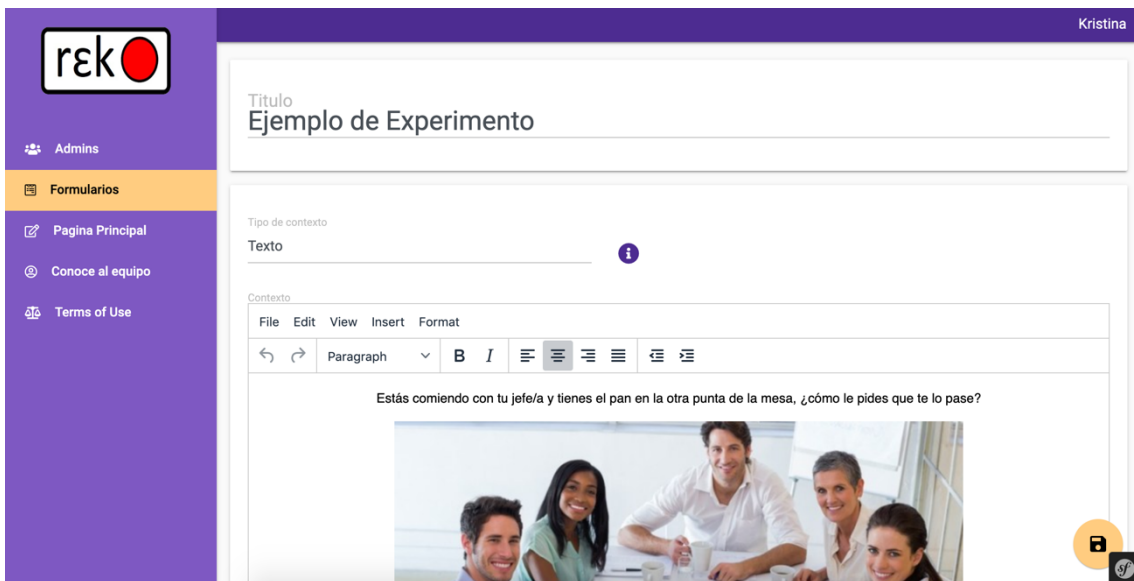 Kristina
rεkO
Admins
Formularios
Pagina Principal
Conoce al equipo
Terms of Use
Titulo
Ejemplo de Experimento
Tipo de contexto
Texto
Contexto
File Edit View Insert Format
Paragraph B I
Estás comiendo con tu jefe/a y tienes el pan en la otra punta de la mesa, ¿cómo le pides que te lo pase?
sf